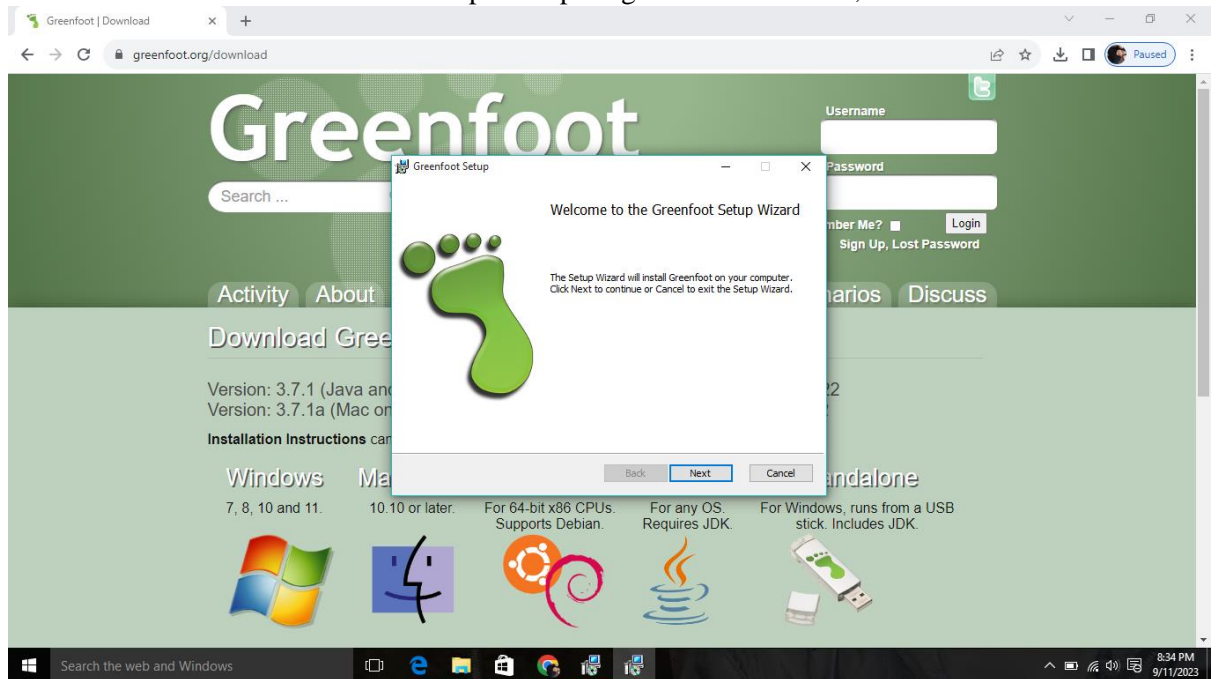 Greenfoot | Download
greenfoot.org/download
Paused
Greenfoot
Username
Password
Search ...
Login
Sign Up, Lost Password
Activity About
Discuss
Greenfoot Setup
Welcome to the Greenfoot Setup Wizard
The Setup Wizard will install Greenfoot on your computer.
Click Next to continue or Cancel to exit the Setup Wizard.
Back Next Cancel
Download Gree
Version: 3.7.1 (Java an
Version: 3.7.1a (Mac on
Installation Instructions can
Windows
7, 8, 10 and 11.
Ma
10.10 or later.
For 64-bit x86 CPUs.
Supports Debian.
For any OS.
Requires JDK.
ndalone
For Windows, runs from a USB
stick. Includes JDK.
Search the web and Windows
8:34 PM
9/11/2023